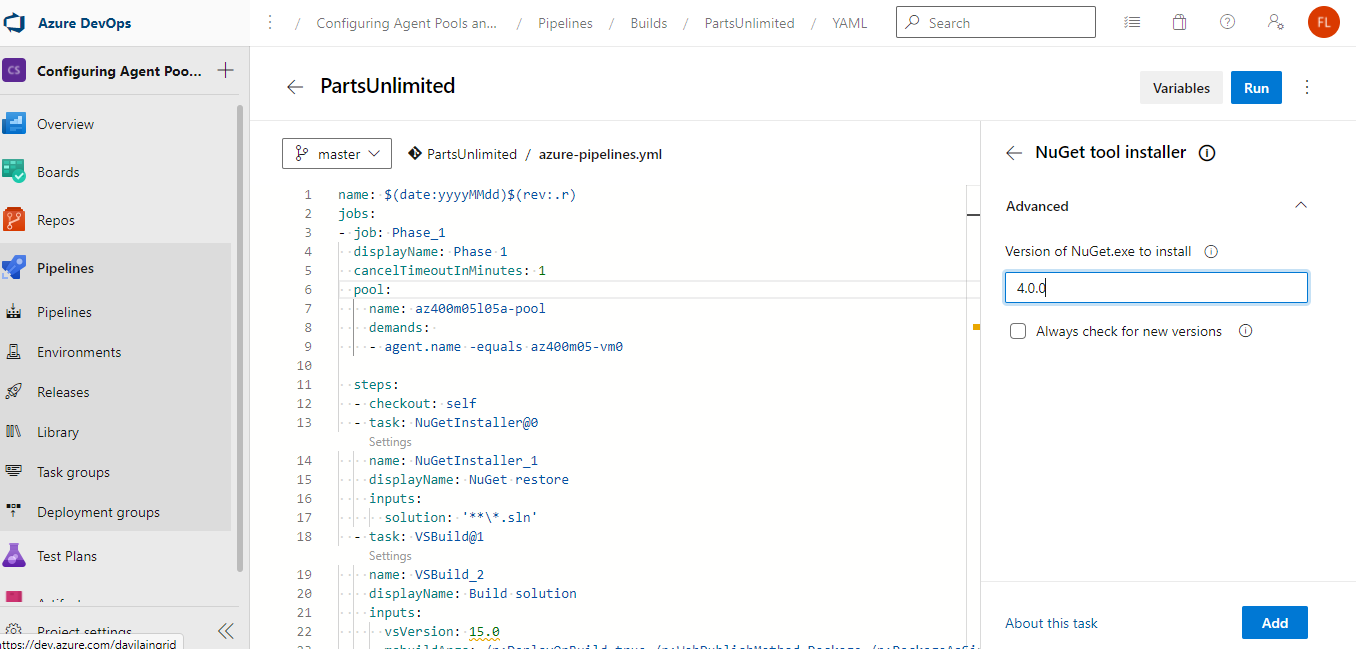 Azure DevOps
⋮ / Configuring Agent Pools an... / Pipelines / Builds / PartsUnlimited / YAML
Search
FL
CS Configuring Agent Poo... +
Overview
Boards
Repos
Pipelines
Pipelines
Environments
Releases
Library
Task groups
Deployment groups
Test Plans
Project settings
PartsUnlimited
Variables
Run
master
PartsUnlimited / azure-pipelines.yml
1 name: $(date:yyyyMMdd)$(rev:.r)
2 jobs:
3 - job: Phase_1
4 displayName: Phase 1
5 cancelTimeoutInMinutes: 1
6 pool:
7 name: az400m05l05a-pool
8 demands:
9 - agent.name -equals az400m05-vm0
10
11 steps:
12 - checkout: self
13 - task: NuGetInstaller@0
Settings
14 name: NuGetInstaller_1
15 displayName: NuGet restore
16 inputs:
17 solution: '**\*.sln'
18 - task: VSBuild@1
Settings
19 name: VSBuild_2
20 displayName: Build solution
21 inputs:
22 vsVersion: 15.0
NuGet tool installer
Advanced
Version of NuGet.exe to install
4.0.0
Always check for new versions
About this task
Add
ttps://dev.azure.com/davilaingrid